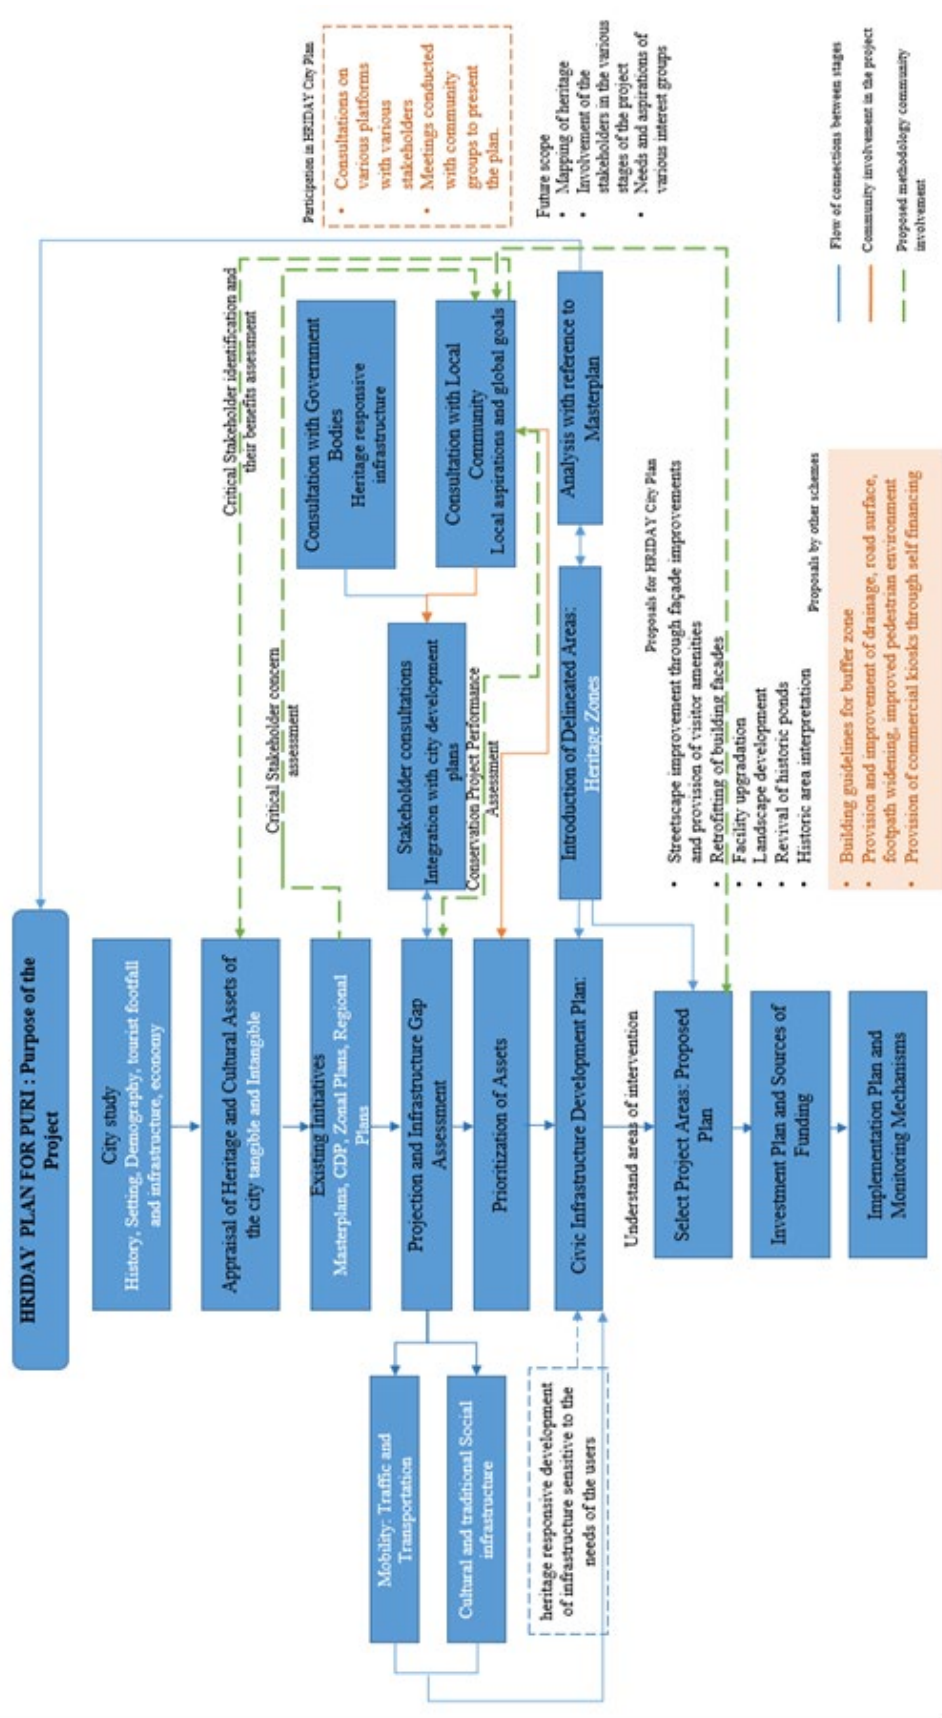 HRIDAY PLAN FOR PURI : Purpose of the
Project
City study
History, Setting, Demography, tourist footfall
and infrastructure, economy
Appraisal of Heritage and Cultural Assets of
the city tangible and Intangible
Existing Initiatives
Masterplans, CDP, Zonal Plans, Regional
Plans
Projection and Infrastructure Gap
Assessment
Prioritization of Assets
Civic Infrastructure Development Plan:
Understand areas of intervention
Select Project Areas: Proposed
Plan
Investment Plan and Sources of
Funding
Implementation Plan and
Monitoring Mechanisms
Mobility: Traffic and
Transportation
Cultural and traditional Social
infrastructure
heritage responsive development
of infrastructure sensitive to the
needs of the users
Critical Stakeholder identification and
their benefits assessment
Critical Stakeholder concern
assessment
Consultation with Government
Bodies
Heritage responsive
infrastructure
Consultation with Local
Community
Local aspirations and global goals
Stakeholder consultations
Integration with city development
plans
Conservation Project Performance
Assessment
Introduction of Delineated Areas:
Heritage Zones
Analysis with reference to
Masterplan
Participation in HRIDAY City Plan
• Consultations on
various platforms
with various
stakeholders
• Meetings conducted
with community
groups to present
the plan.
Future scope
• Mapping of heritage
• Involvement of the
stakeholders in the various
stages of the project
• Needs and aspirations of
various interest groups
Proposals for HRIDAY City Plan
• Streetscape improvement through façade improvements
and provision of visitor amenities
• Retrofitting of building facades
• Facility upgradation
• Landscape development
• Revival of historic ponds
• Historic area interpretation
Proposals by other schemes
• Building guidelines for buffer zone
• Provision and improvement of drainage, road surface,
footpath widening, improved pedestrian environment
• Provision of commercial kiosks through self financing
Flow of connections between stages
Community involvement in the project
Proposed methodology community
involvement